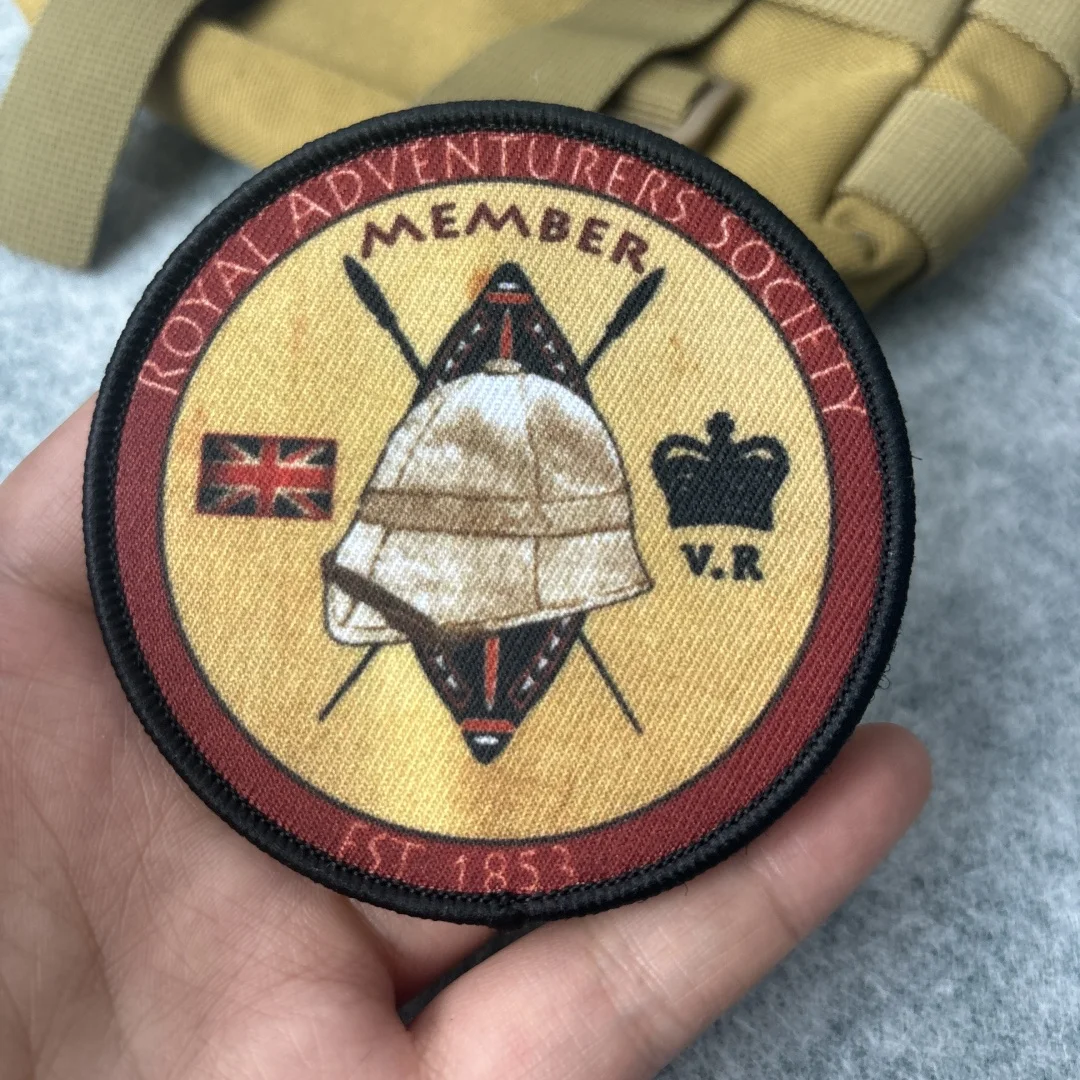 ROYAL ADVENTURERS SOCIETY
MEMBER
V.R
EST 1853